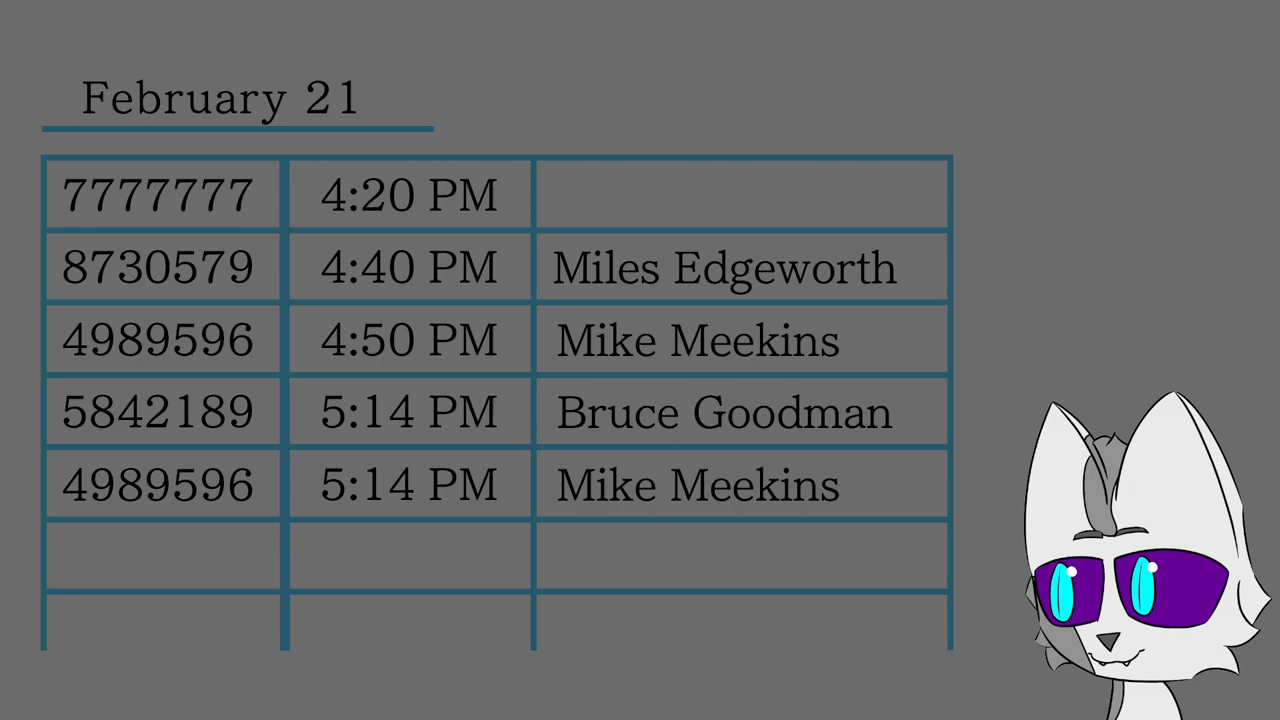 February 21
7777777 4:20 PM
8730579 4:40 PM Miles Edgeworth
4989596 4:50 PM Mike Meekins
5842189 5:14 PM Bruce Goodman
4989596 5:14 PM Mike Meekins